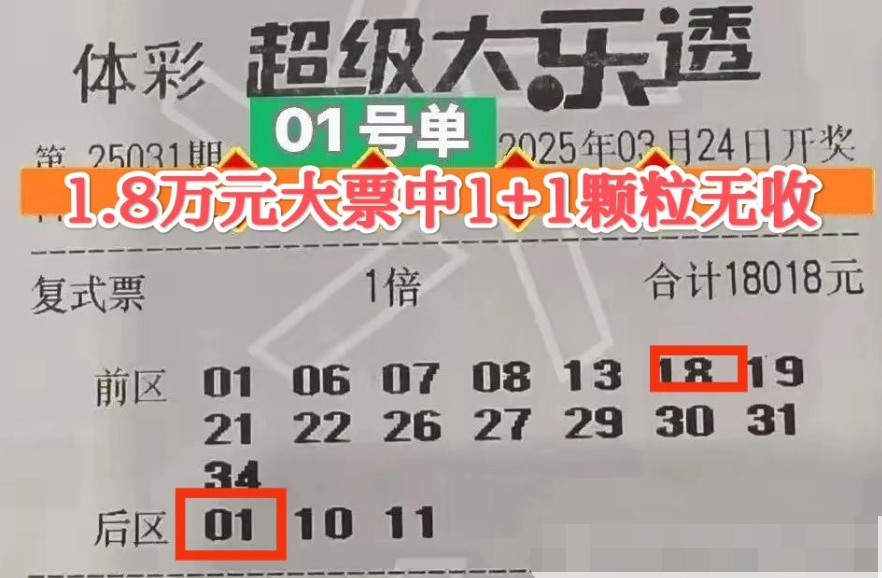 体彩 超级大乐透
01号单
第 25031期 2025年03月24日开奖
1.8万元大票中1+1颗粒无收
复式票 1倍 合计18018元
前区 01 06 07 08 13 18 19
21 22 26 27 29 30 31
34
后区 01 10 11